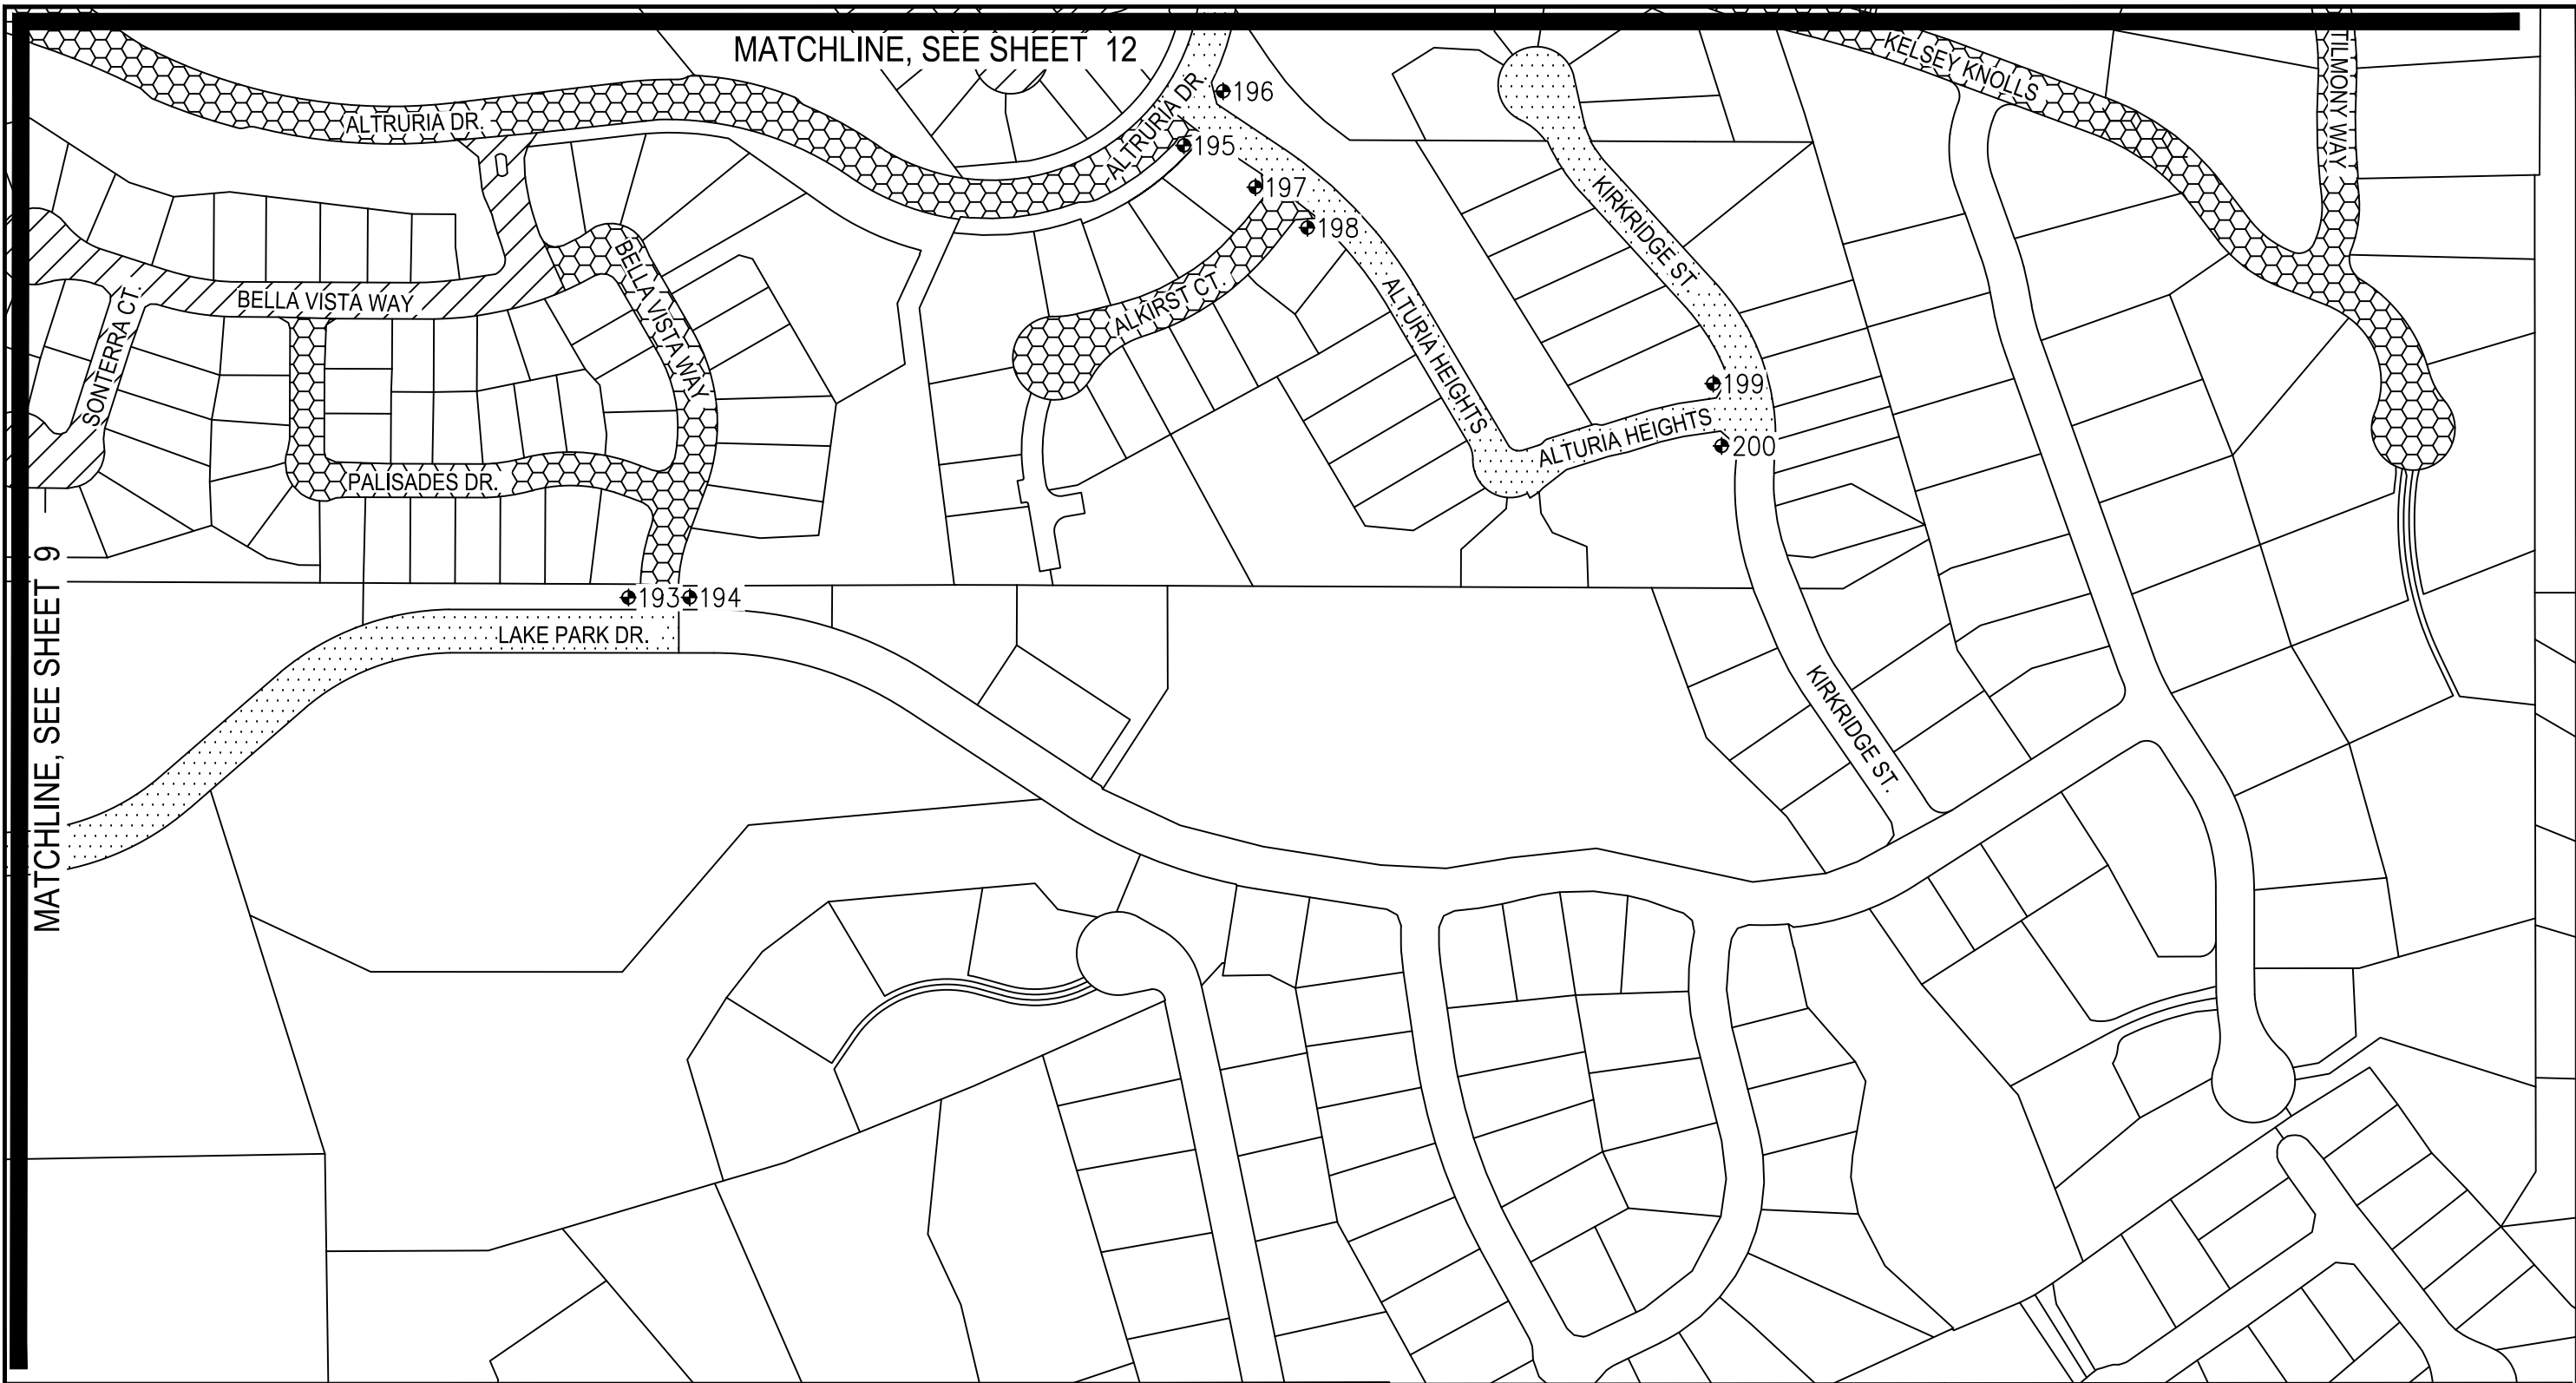 MATCHLINE, SEE SHEET 12
KELSEY KNOLLS
TILMONY WAY
ALTRURIA DR.
ALTRURIA DR.
196
195
197
198
KIRKRIDGE ST.
BELLA VISTA WAY
BELLA VISTA WAY
SONTERRA CT.
ALKIRST CT.
ALTURIA HEIGHTS
199
ALTURIA HEIGHTS
200
PALISADES DR.
MATCHLINE, SEE SHEET 9
193
194
LAKE PARK DR.
KIRKRIDGE ST.